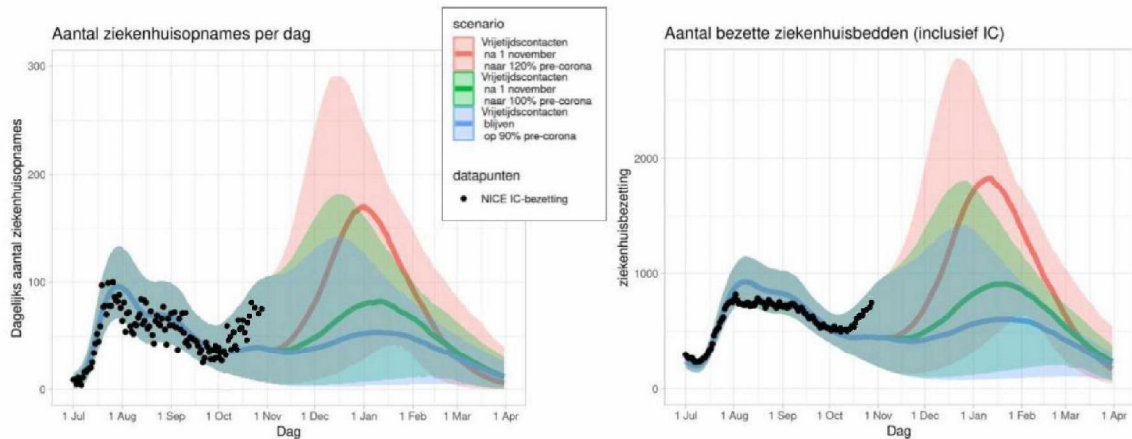 Aantal ziekenhuisopnames per dag
Dagelijks aantal ziekenhuisopnames
300
200
100
0
1 Jul 1 Aug 1 Sep 1 Oct 1 Nov 1 Dec 1 Jan 1 Feb 1 Mar 1 Apr
Dag
scenario
Vrijetijdscontacten
na 1 november
naar 120% pre-corona
Vrijetijdscontacten
na 1 november
naar 100% pre-corona
Vrijetijdscontacten
blijven
op 90% pre-corona
datapunten
NICE IC-bezetting
Aantal bezette ziekenhuisbedden (inclusief IC)
ziekenhuisbezetting
2000
1000
0
1 Jul 1 Aug 1 Sep 1 Oct 1 Nov 1 Dec 1 Jan 1 Feb 1 Mar 1 Apr
Dag